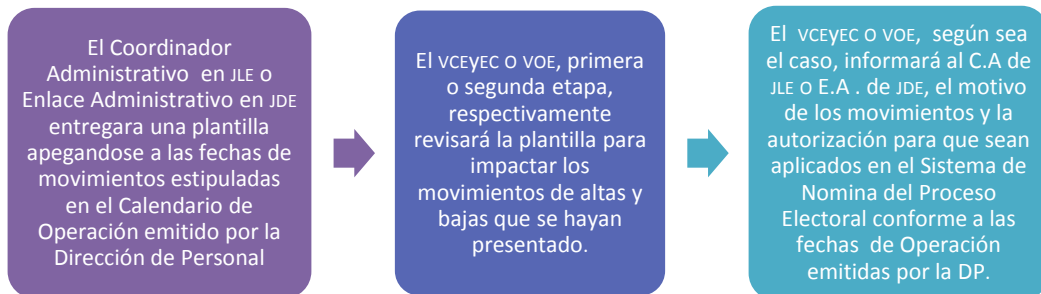 El Coordinador
Administrativo en JLE o
Enlace Administrativo en JDE
entregara una plantilla
apegandose a las fechas de
movimientos estipuladas
en el Calendario de
Operación emitido por la
Dirección de Personal
El VCEyEC O VOE, primera
o segunda etapa,
respectivamente
revisará la plantilla para
impactar los
movimientos de altas y
bajas que se hayan
presentado.
El VCEyEC O VOE, según sea
el caso, informará al C.A de
JLE O E.A . de JDE, el motivo
de los movimientos y la
autorización para que sean
aplicados en el Sistema de
Nomina del Proceso
Electoral conforme a las
fechas de Operación
emitidas por la DP.